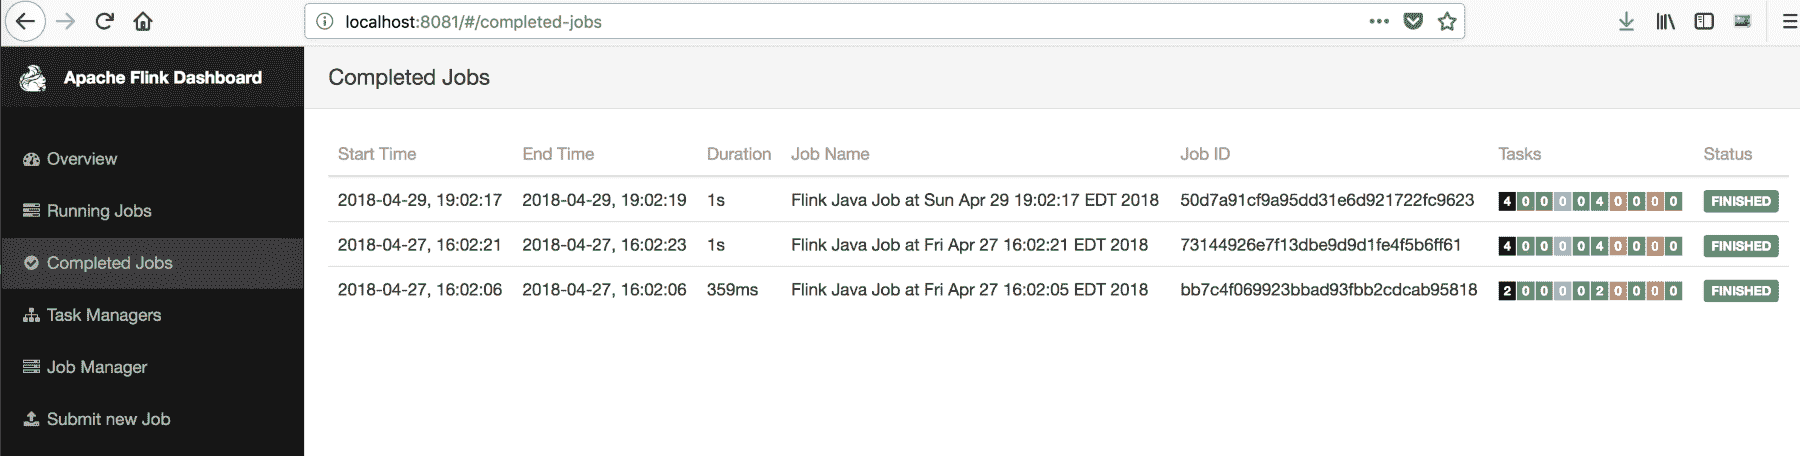 localhost:8081/#/completed-jobs
Apache Flink Dashboard
Completed Jobs
Overview
Running Jobs
Completed Jobs
Task Managers
Job Manager
Submit new Job
Start Time End Time Duration Job Name Job ID Tasks Status
2018-04-29, 19:02:17 2018-04-29, 19:02:19 1s Flink Java Job at Sun Apr 29 19:02:17 EDT 2018 50d7a91cf9a95dd31e6d921722fc9623 4 0 0 0 0 4 0 0 0 0 FINISHED
2018-04-27, 16:02:21 2018-04-27, 16:02:23 1s Flink Java Job at Fri Apr 27 16:02:21 EDT 2018 73144926e7f13dbe9d9d1fe4f5b6ff61 4 0 0 0 0 4 0 0 0 0 FINISHED
2018-04-27, 16:02:06 2018-04-27, 16:02:06 359ms Flink Java Job at Fri Apr 27 16:02:05 EDT 2018 bb7c4f069923bbad93fbb2cdcab95818 2 0 0 0 0 2 0 0 0 0 FINISHED